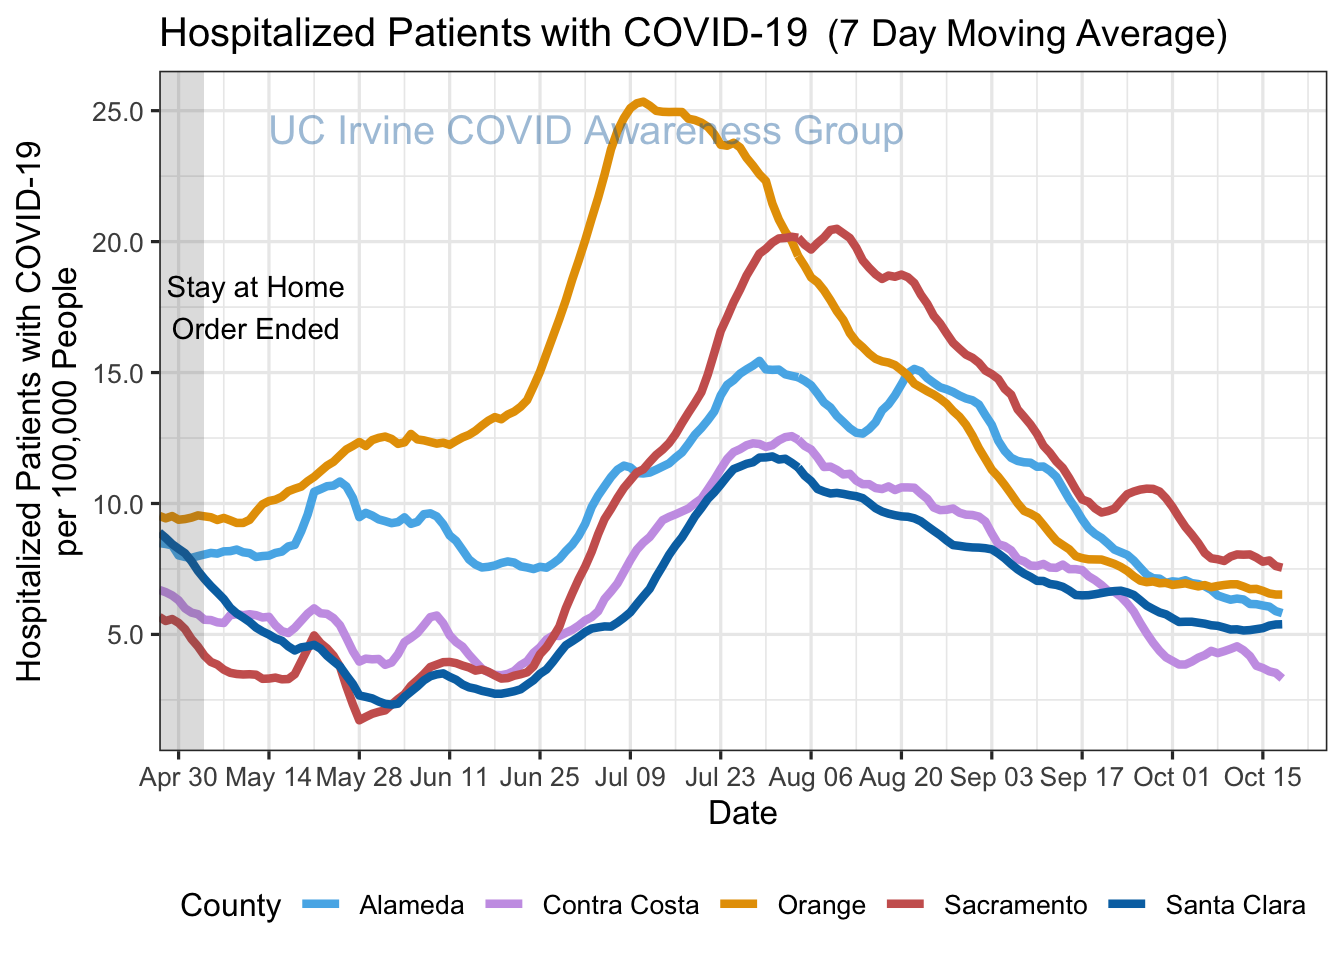 Hospitalized Patients with COVID-19 (7 Day Moving Average)
Hospitalized Patients with COVID-19
per 100,000 People
25.0
20.0
15.0
10.0
5.0
UC Irvine COVID Awareness Group
Stay at Home
Order Ended
Apr 30 May 14 May 28 Jun 11 Jun 25 Jul 09 Jul 23 Aug 06 Aug 20 Sep 03 Sep 17 Oct 01 Oct 15
Date
County Alameda Contra Costa Orange Sacramento Santa Clara